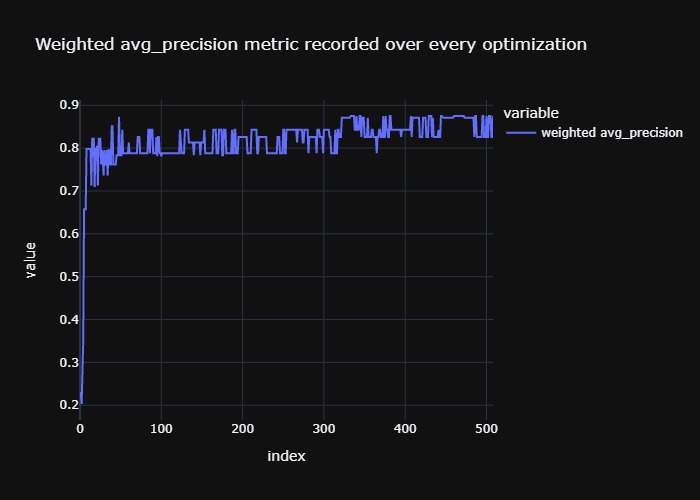 Weighted avg_precision metric recorded over every optimization
0.9
0.8
0.7
0.6
0.5
0.4
0.3
0.2
value
0 100 200 300 400 500
index
variable
weighted avg_precision